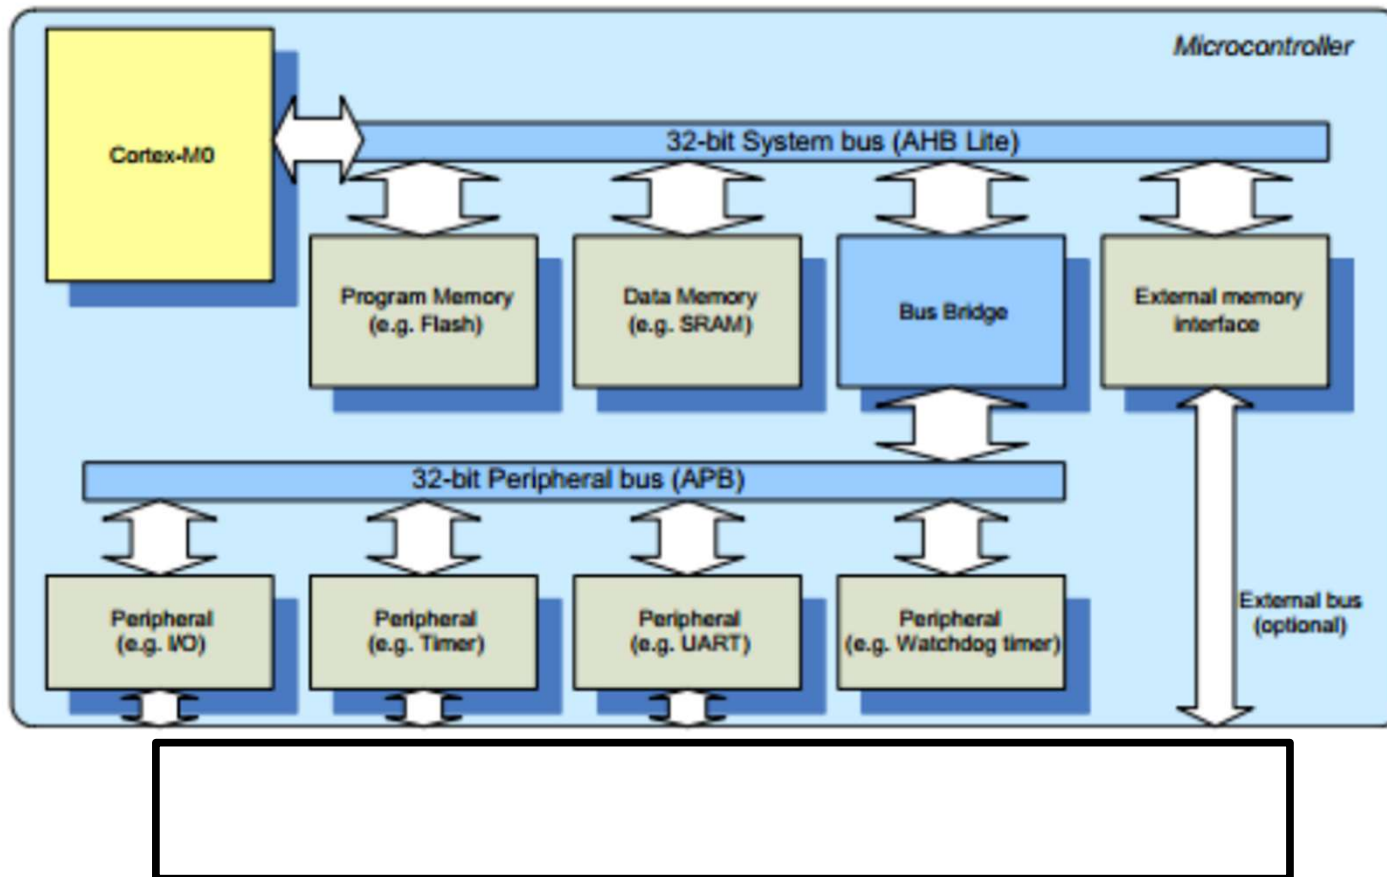 Microcontroller
Cortex-M0
32-bit System bus (AHB Lite)
Program Memory
(e.g. Flash)
Data Memory
(e.g. SRAM)
Bus Bridge
External memory
interface
32-bit Peripheral bus (APB)
Peripheral
(e.g. I/O)
Peripheral
(e.g. Timer)
Peripheral
(e.g. UART)
Peripheral
(e.g. Watchdog timer)
External bus
(optional)